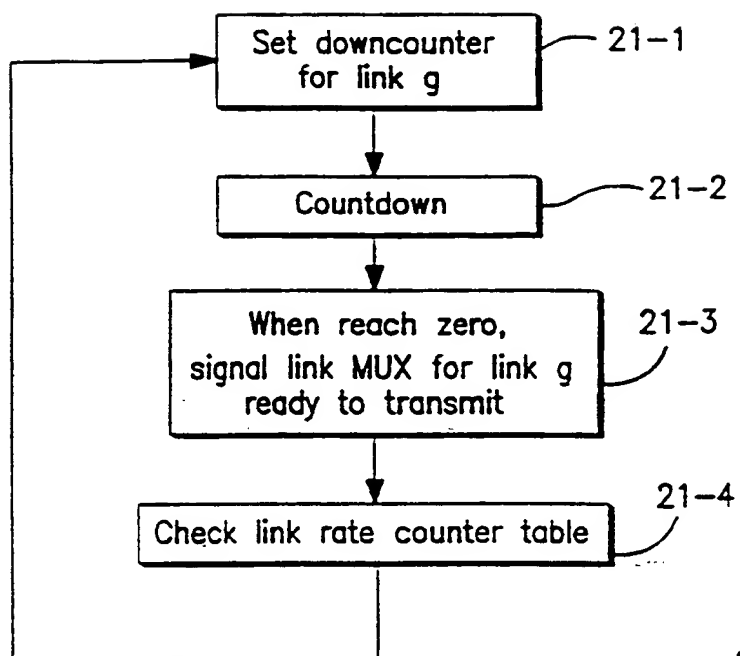 Set downcounter
for link g
21-1
Countdown
21-2
When reach zero,
signal link MUX for link g
ready to transmit
21-3
Check link rate counter table
21-4